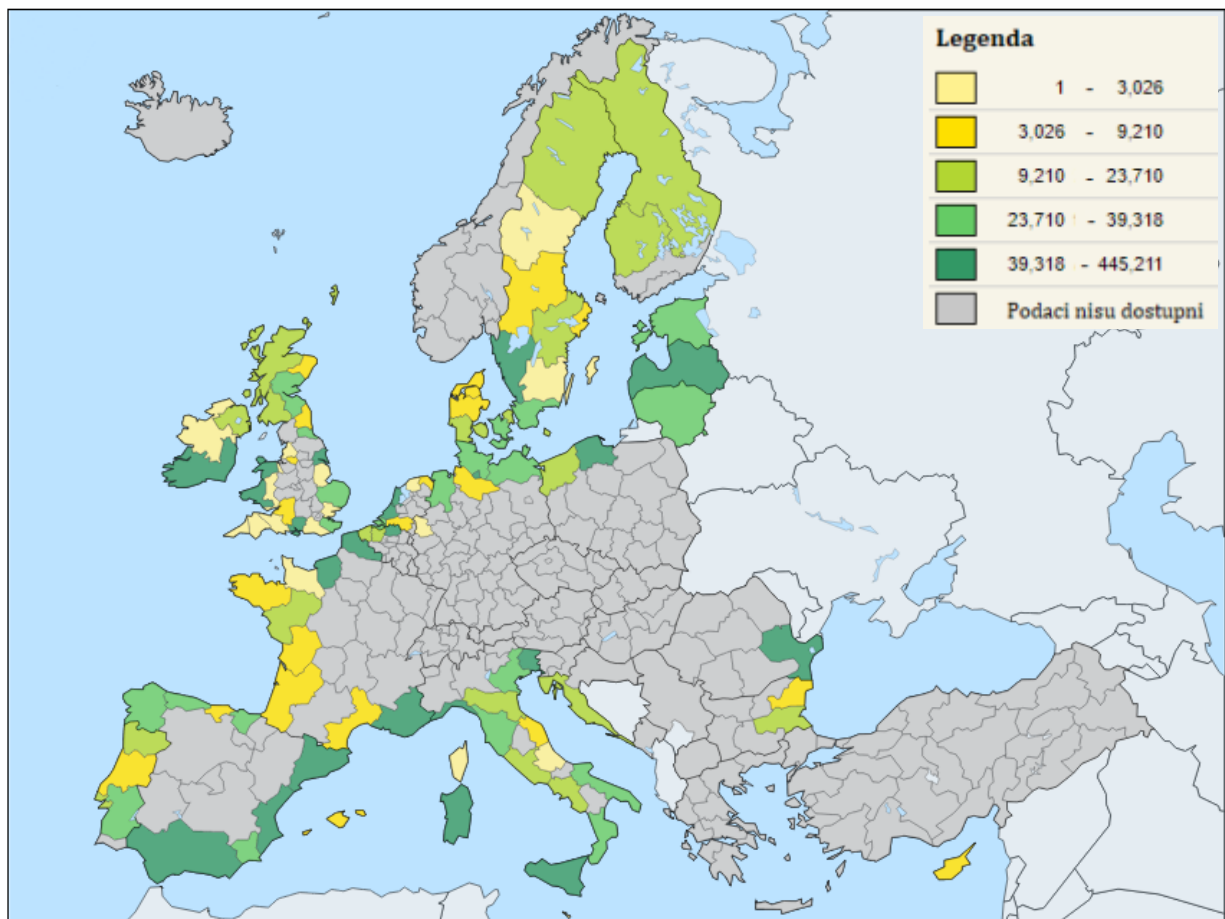 Legenda
1 - 3,026
3,026 - 9,210
9,210 - 23,710
23,710 - 39,318
39,318 - 445,211
Podaci nisu dostupni